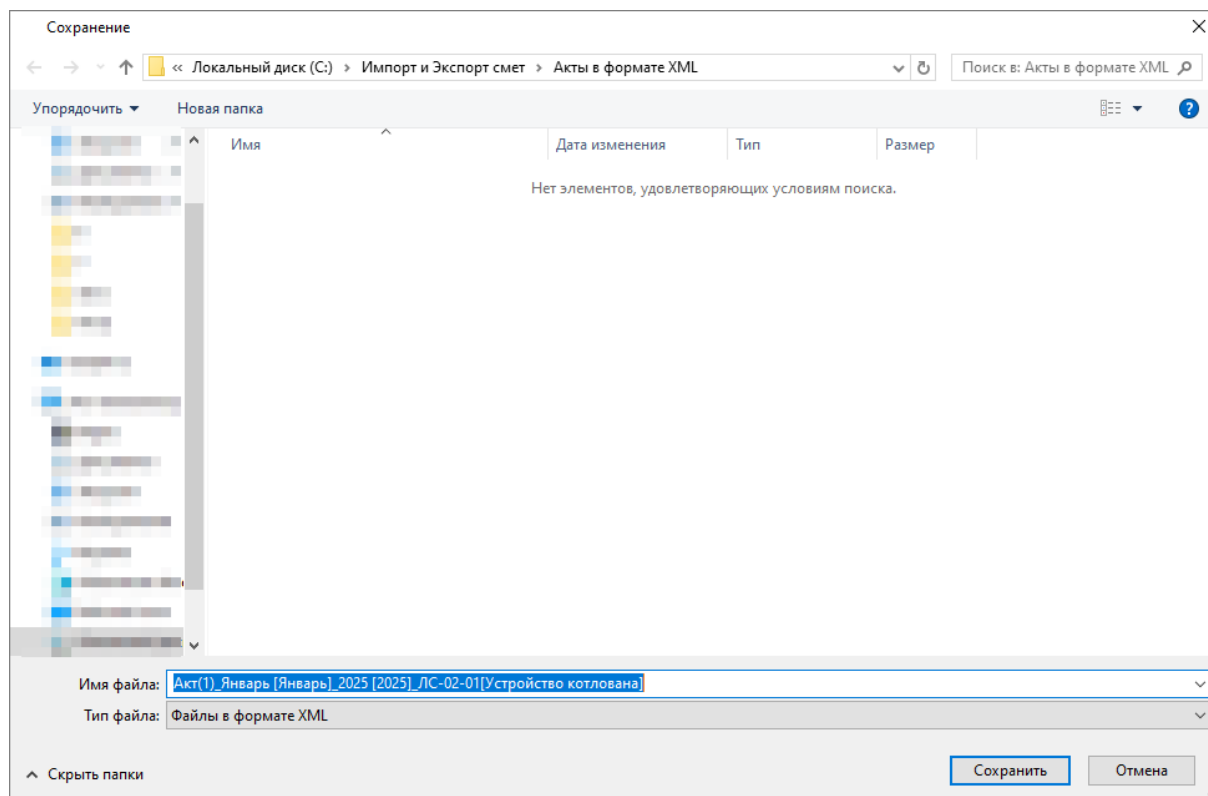 Сохранение
« Локальный диск (C:) › Импорт и Экспорт смет › Акты в формате XML
Поиск в: Акты в формате XML
Упорядочить
Новая папка
Имя
Дата изменения
Тип
Размер
Нет элементов, удовлетворяющих условиям поиска.
Имя файла: Акт(1)_Январь [Январь]_2025 [2025]_ЛС-02-01[Устройство котлована]
Тип файла: Файлы в формате XML
Скрыть папки
Сохранить
Отмена